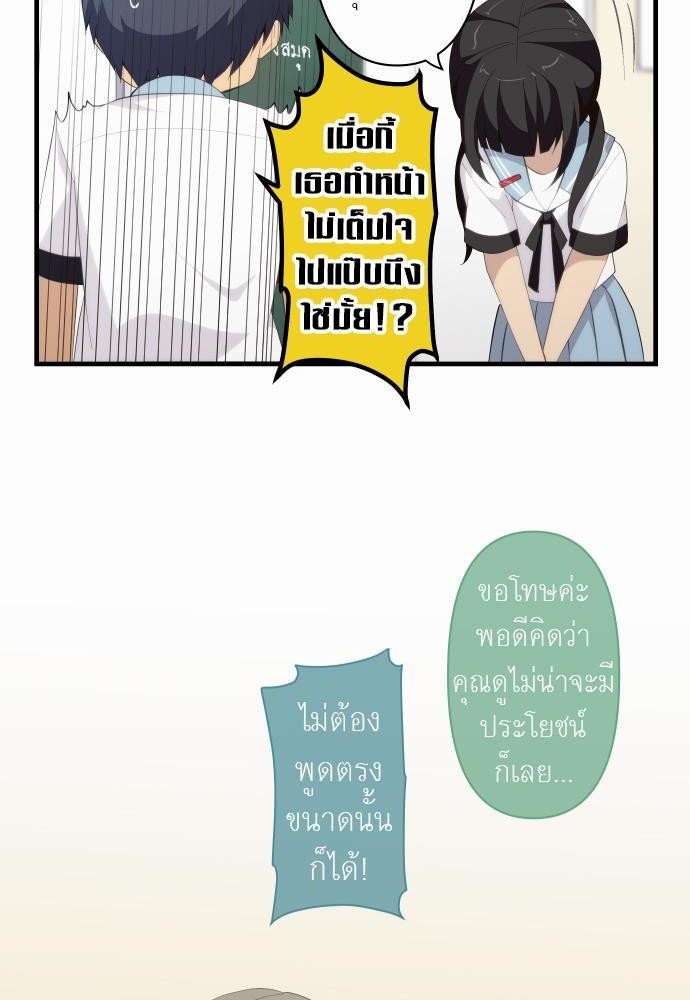 งสมุด
เมื่อกี้
เธอทำหน้า
ไม่เต็มใจ
ไปแป๊บนึง
ใช่มั้ย!?
ขอโทษค่ะ
พอดีคิดว่า
คุณดูไม่น่าจะมี
ประโยชน์
ก็เลย...
ไม่ต้อง
พูดตรง
ขนาดนั้น
ก็ได้!